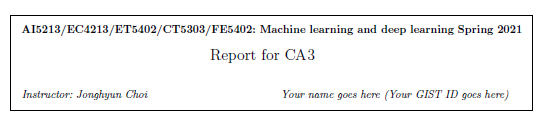 AI5213/EC4213/ET5402/CT5303/FE5402: Machine learning and deep learning Spring 2021
Report for CA3
Instructor: Jonghyun Choi Your name goes here (Your GIST ID goes here)